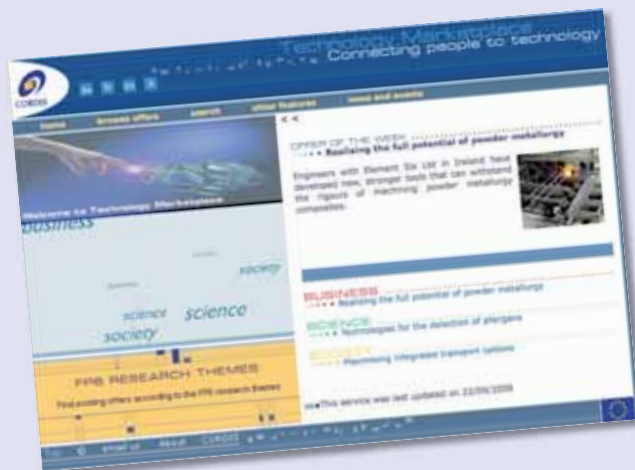 Technology Marketplace
Connecting people to technology
CORDIS
home browse offers search other features news and events
<<
OFFER OF THE WEEK
Realising the full potential of powder metallurgy
Engineers with Element Six Ltd in Ireland have
developed new, stronger tools that can withstand
the rigours of machining powder metallurgy
composites.
Welcome to Technology Marketplace
business
society
science science
society
BUSINESS
Realising the full potential of powder metallurgy
SCIENCE
Technologies for the detection of allergens
SOCIETY
Maximising integrated transport options
FP6 RESEARCH THEMES
Find existing offers according to the FP6 research themes
This service was last updated on
email us About CORDIS